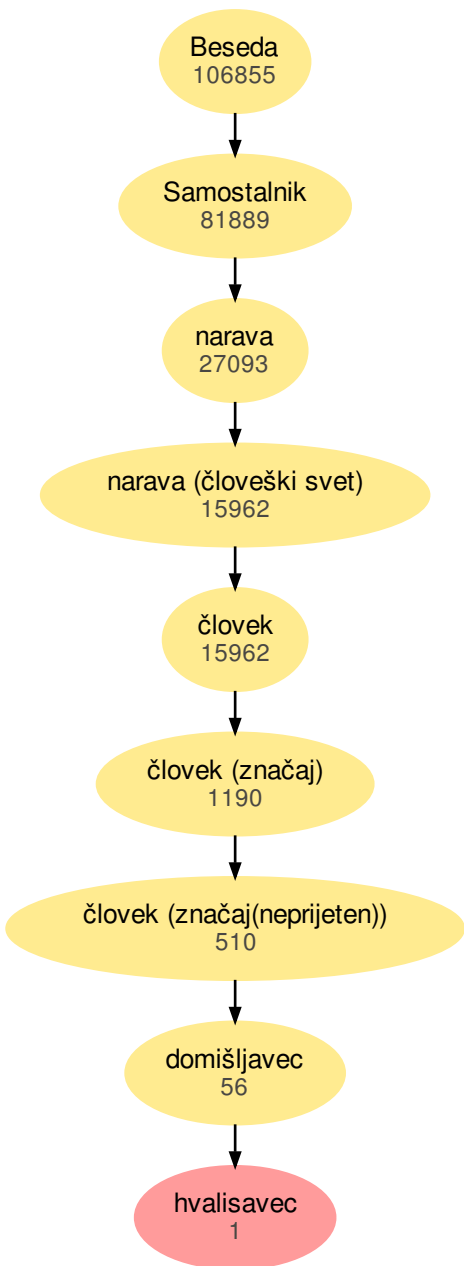 Beseda
106855
Samostalnik
81889
narava
27093
narava (človeški svet)
15962
človek
15962
človek (značaj)
1190
človek (značaj(neprijeten))
510
domišljavec
56
hvalisavec
1